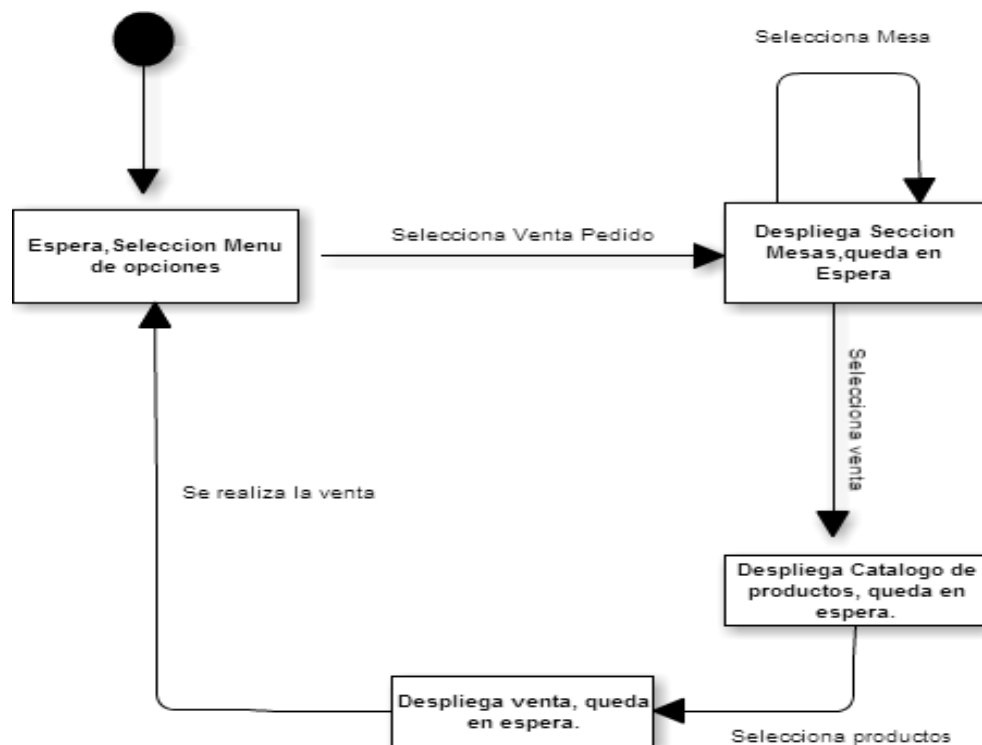 Selecciona Mesa
Espera,Seleccion Menu
de opciones
Selecciona Venta Pedido
Despliega Seccion
Mesas,queda en
Espera
Selecciona venta
Se realiza la venta
Despliega Catalogo de
productos, queda en
espera.
Despliega venta, queda
en espera.
Selecciona productos